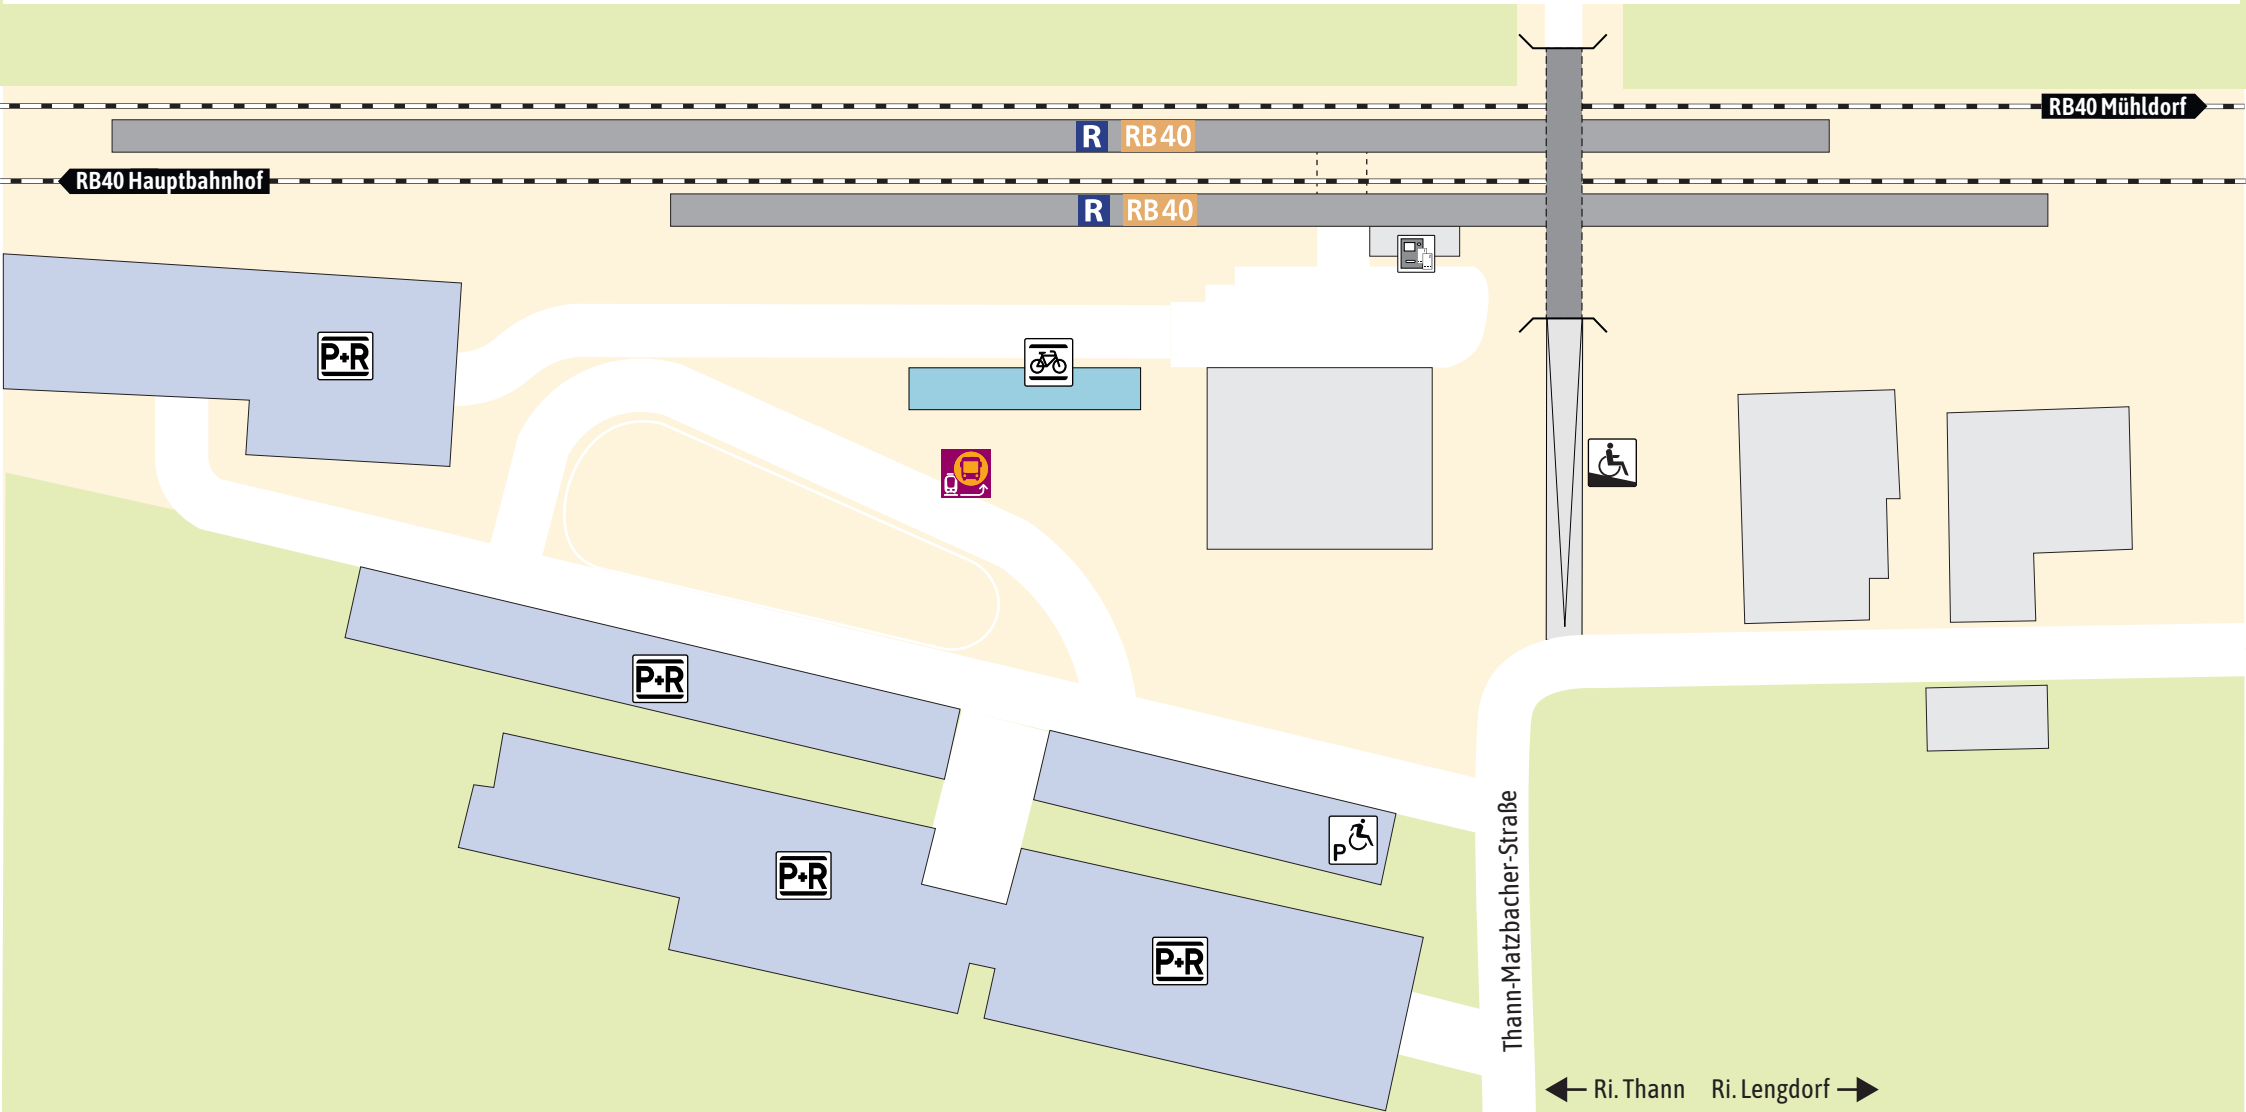 RB40 Mühldorf
R RB40
RB40 Hauptbahnhof
R RB40
P+R
P+R
P
P+R
P+R
Thann-Matzbacher-Straße
Ri. Thann Ri. Lengdorf